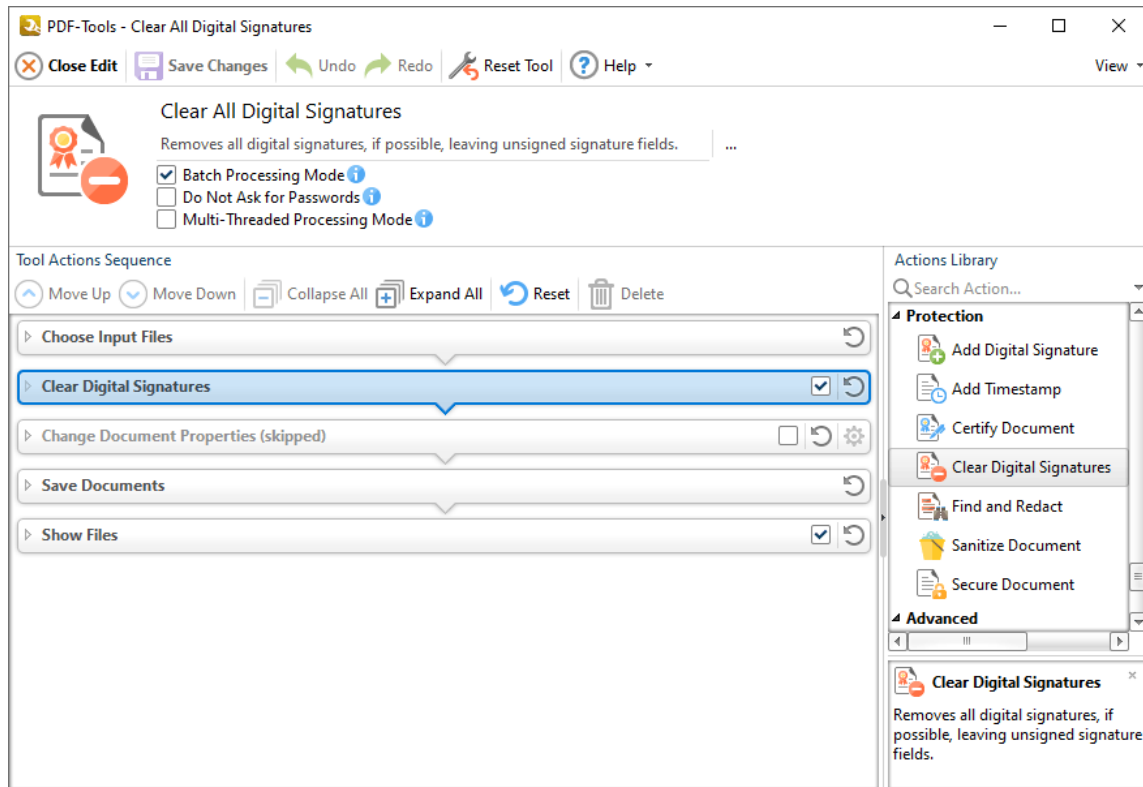 PDF-Tools - Clear All Digital Signatures
Close Edit Save Changes Undo Redo Reset Tool ? Help View
Clear All Digital Signatures
Removes all digital signatures, if possible, leaving unsigned signature fields. ...
Batch Processing Mode i
Do Not Ask for Passwords i
Multi-Threaded Processing Mode i
Tool Actions Sequence
Move Up Move Down Collapse All Expand All Reset Delete
Choose Input Files
Clear Digital Signatures
Change Document Properties (skipped)
Save Documents
Show Files
Actions Library
Search Action...
Protection
Add Digital Signature
Add Timestamp
Certify Document
Clear Digital Signatures
Find and Redact
Sanitize Document
Secure Document
Advanced
Clear Digital Signatures
Removes all digital signatures, if
possible, leaving unsigned signature
fields.